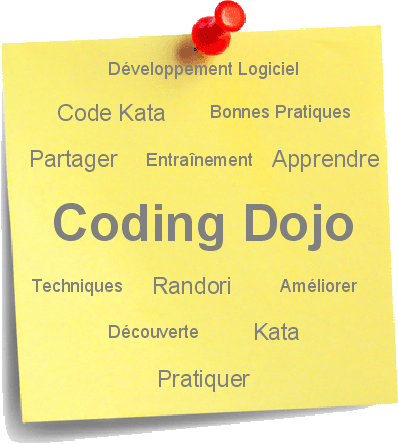 Développement Logiciel
Code Kata Bonnes Pratiques
Partager Entraînement Apprendre
Coding Dojo
Techniques Randori Améliorer
Découverte Kata
Pratiquer